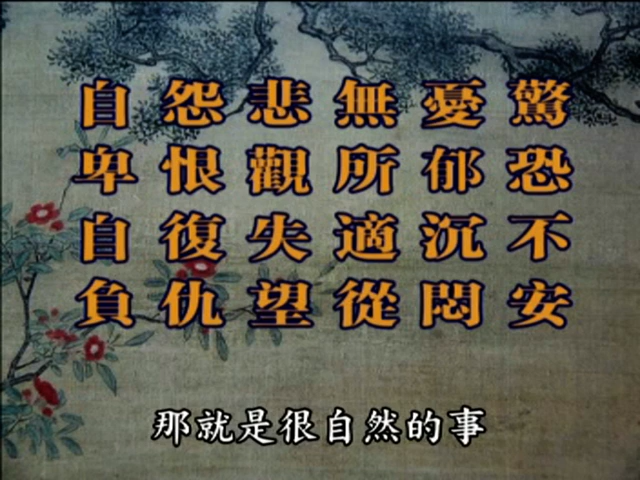 驚恐不安
憂郁沉悶
無所適從
悲觀失望
怨恨復仇
自卑自負
那就是很自然的事